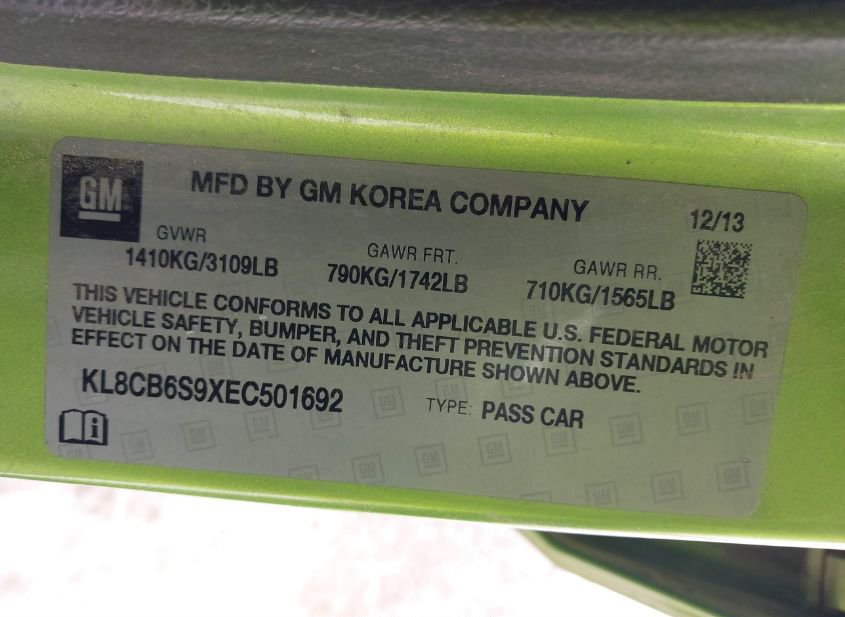 GM
MFD BY GM KOREA COMPANY
12/13
GVWR
1410KG/3109LB
GAWR FRT.
790KG/1742LB
GAWR RR.
710KG/1565LB
THIS VEHICLE CONFORMS TO ALL APPLICABLE U.S. FEDERAL MOTOR
VEHICLE SAFETY, BUMPER, AND THEFT PREVENTION STANDARDS IN
EFFECT ON THE DATE OF MANUFACTURE SHOWN ABOVE.
KL8CB6S9XEC501692
TYPE: PASS CAR